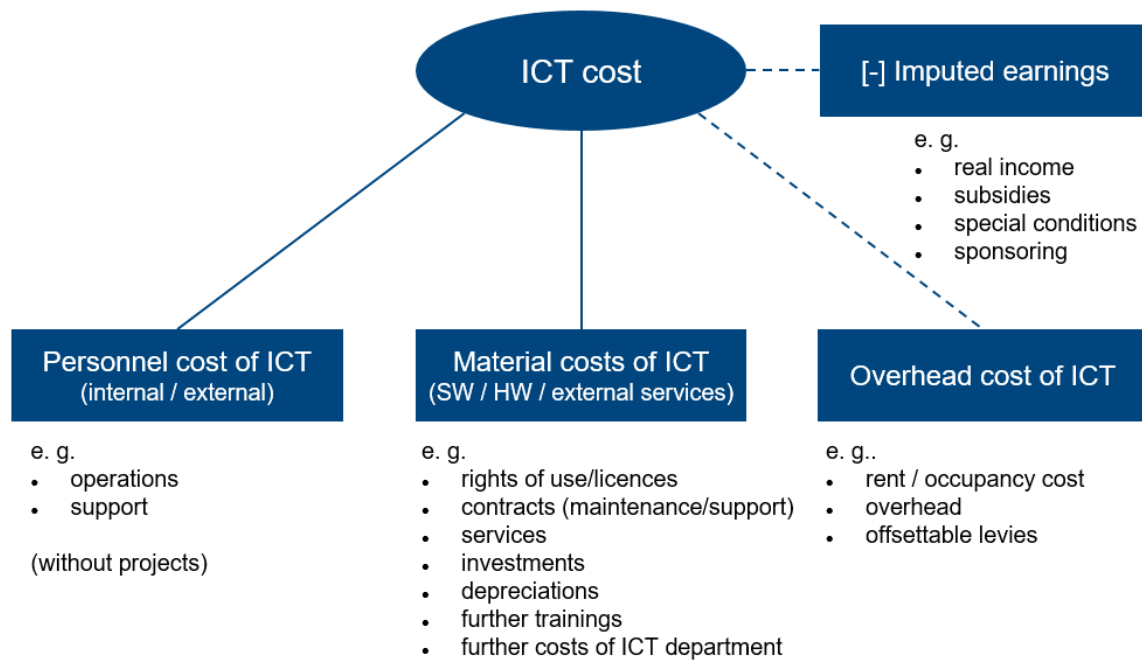 ICT cost
[-] Imputed earnings
e. g.
• real income
• subsidies
• special conditions
• sponsoring
Personnel cost of ICT
(internal / external)
e. g.
• operations
• support
(without projects)
Material costs of ICT
(SW / HW / external services)
e. g.
• rights of use/licences
• contracts (maintenance/support)
• services
• investments
• depreciations
• further trainings
• further costs of ICT department
Overhead cost of ICT
e. g..
• rent / occupancy cost
• overhead
• offsettable levies